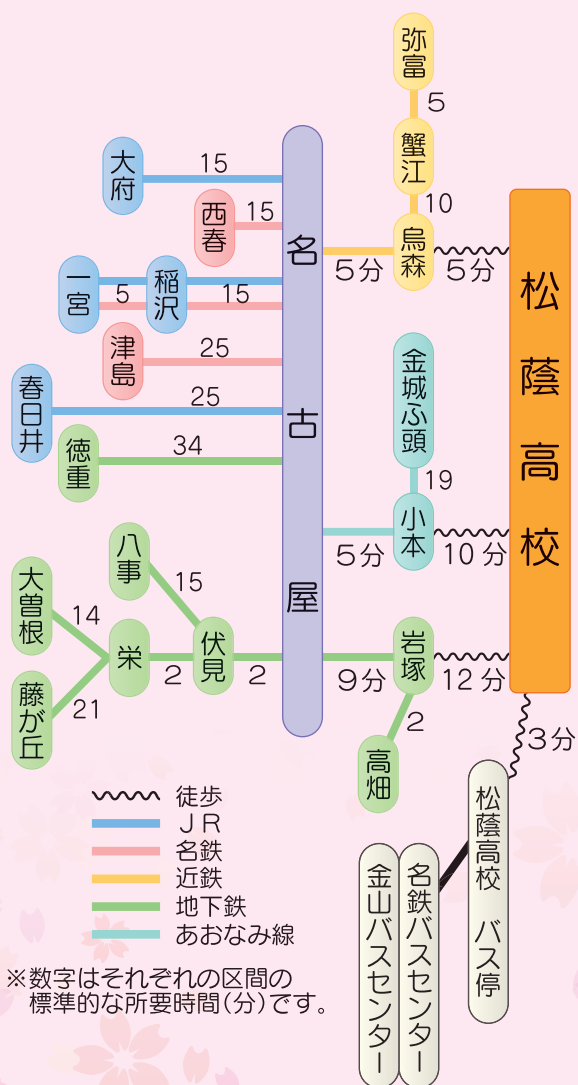 弥富
5
蟹江
10
烏森
大府
15
西春
15
一宮
5
稲沢
15
津島
25
春日井
25
徳重
34
名古屋
5分
5分
松蔭高校
金城ふ頭
19
小本
5分
10分
八事
15
大曽根
14
栄
2
伏見
2
藤が丘
21
9分
岩塚
12分
2
高畑
3分
松蔭高校 バス停
名鉄バスセンター
金山バスセンター
徒歩
JR
名鉄
近鉄
地下鉄
あおなみ線
※数字はそれぞれの区間の
標準的な所要時間(分)です。